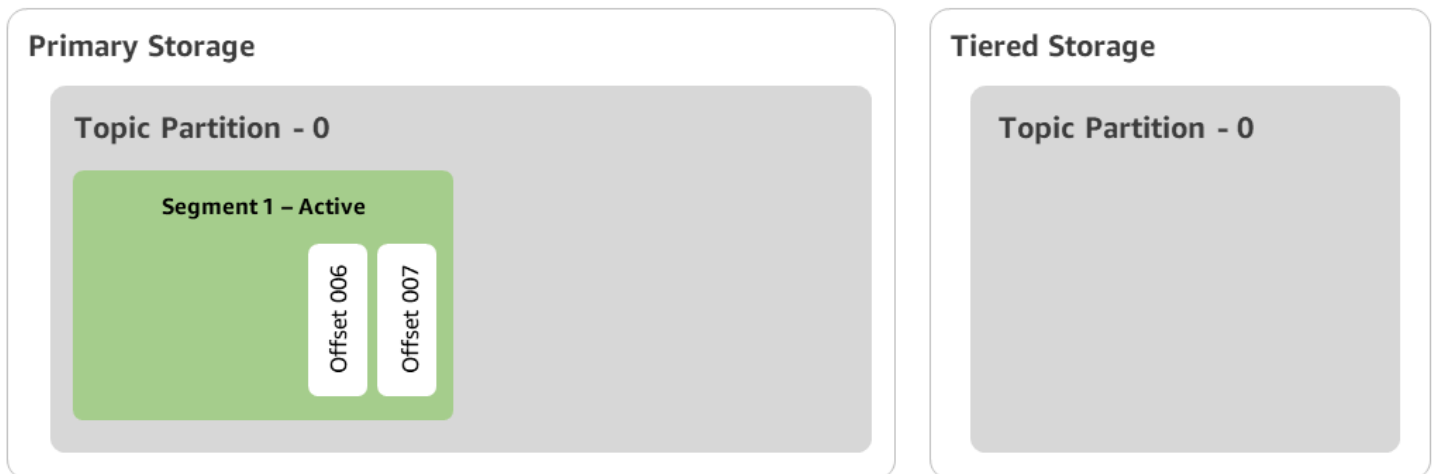 Primary Storage
Topic Partition - 0
Segment 1 – Active
Offset 006
Offset 007
Tiered Storage
Topic Partition - 0